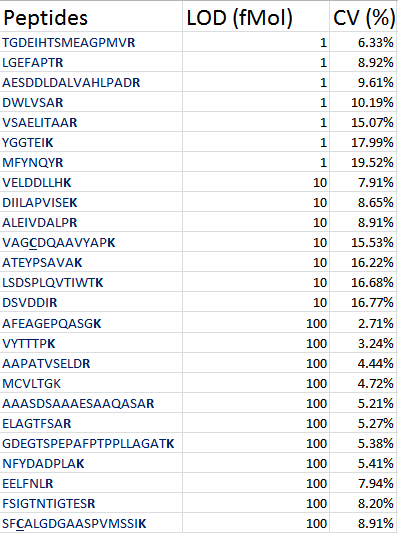 Peptides LOD (fMol) CV (%)
TGDEIHTSMEAGPMVR 1 6.33%
LGEFAPTR 1 8.92%
AESDDLDALVAHLPADR 1 9.61%
DWLVSAR 1 10.19%
VSAELITAAR 1 15.07%
YGGTEIK 1 17.99%
MFYNQYR 1 19.52%
VELDDLLHK 10 7.91%
DIILAPVISEK 10 8.65%
ALEIVDALPR 10 8.91%
VAGCDQAAVYAPK 10 15.53%
ATEYPSAVAK 10 16.22%
LSDSPLQVTIWTK 10 16.68%
DSVDDIR 10 16.77%
AFEAGEPQASGK 100 2.71%
VYTTTPK 100 3.24%
AAPATVSELDR 100 4.44%
MCVLTGK 100 4.72%
AAASDSAAAESAAQASAR 100 5.21%
ELAGTFSAR 100 5.27%
GDEGTSPEPAFPTPPLLAGATK 100 5.38%
NFYDADPLAK 100 5.41%
EELFNLR 100 7.94%
FSIGTNTIGTESR 100 8.20%
SFCALGDGAASPVMSSIK 100 8.91%